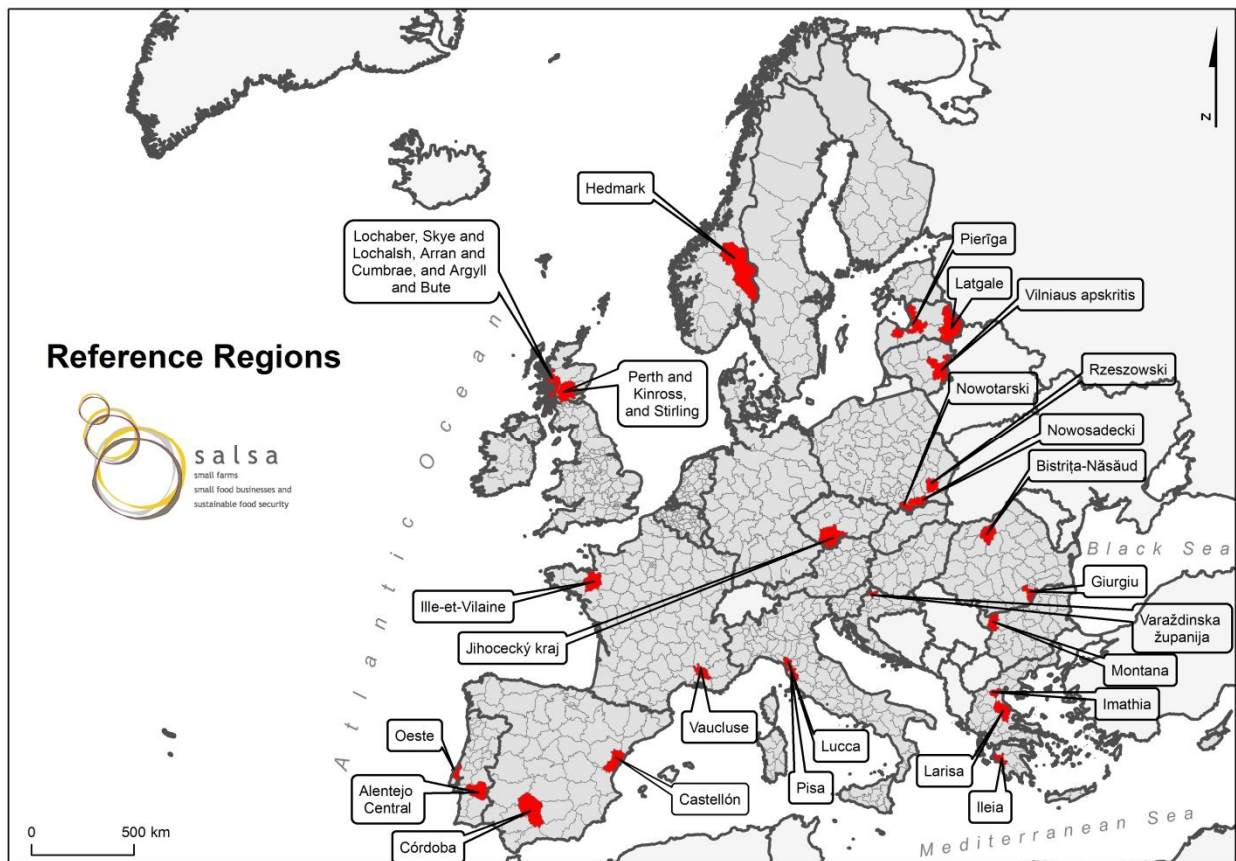 Reference Regions
salsa
small farms
small food businesses and
sustainable food security
N
Hedmark
Lochaber, Skye and
Lochalsh, Arran and
Cumbrae, and Argyll
and Bute
Perth and
Kinross,
and Stirling
Pierīga
Latgale
Vilniaus apskritis
Rzeszowski
Nowotarski
Nowosadecki
Bistrița-Năsăud
Black Sea
Giurgiu
Varaždinska
županija
Montana
Imathia
Larisa
Ileia
Ille-et-Vilaine
Jihocecký kraj
Vaucluse
Lucca
Pisa
Castellón
Oeste
Alentejo
Central
Córdoba
Atlantic Ocean
Mediterranean Sea
0 500 km